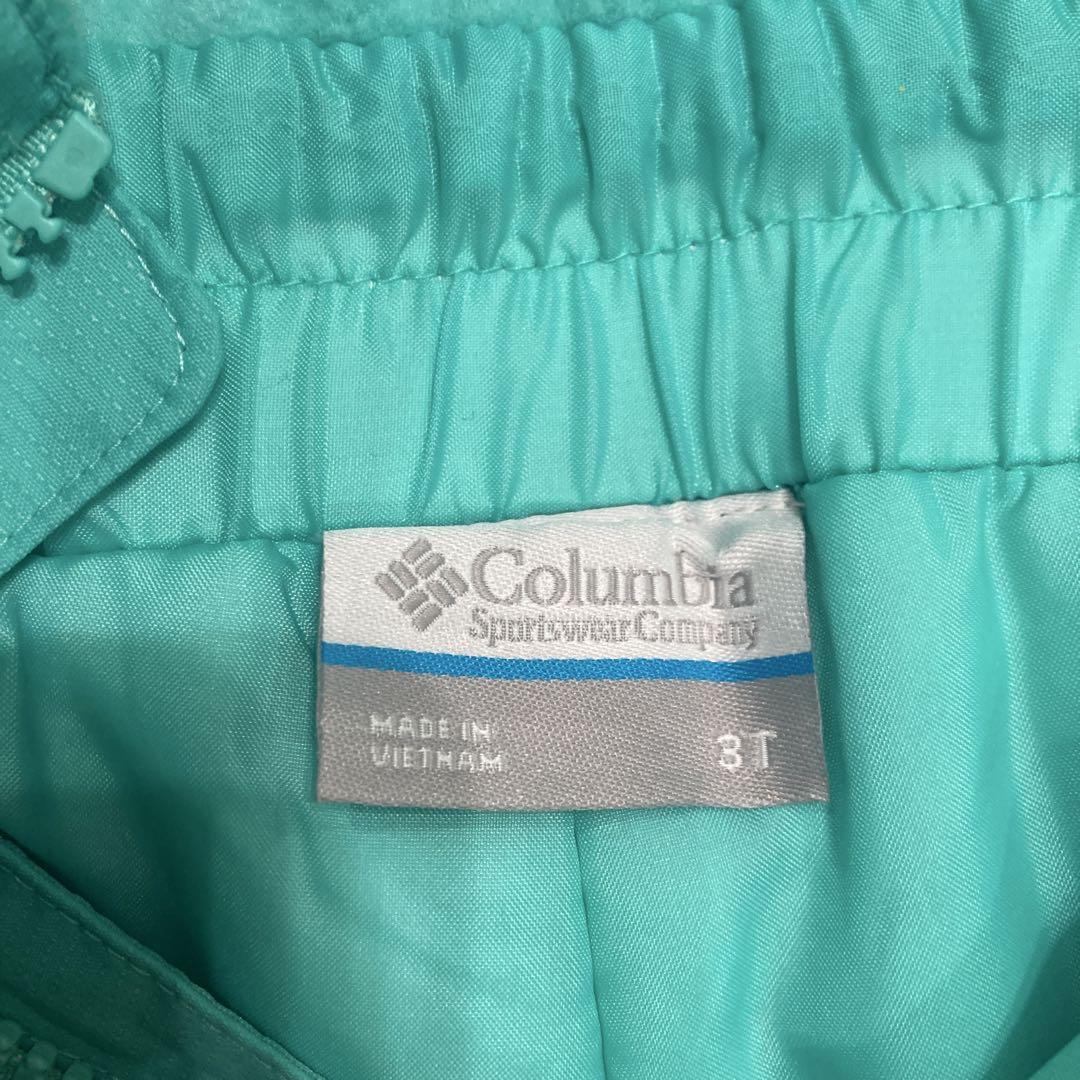 Columbia
Sportswear Company
MADE IN
VIETNAM
3T